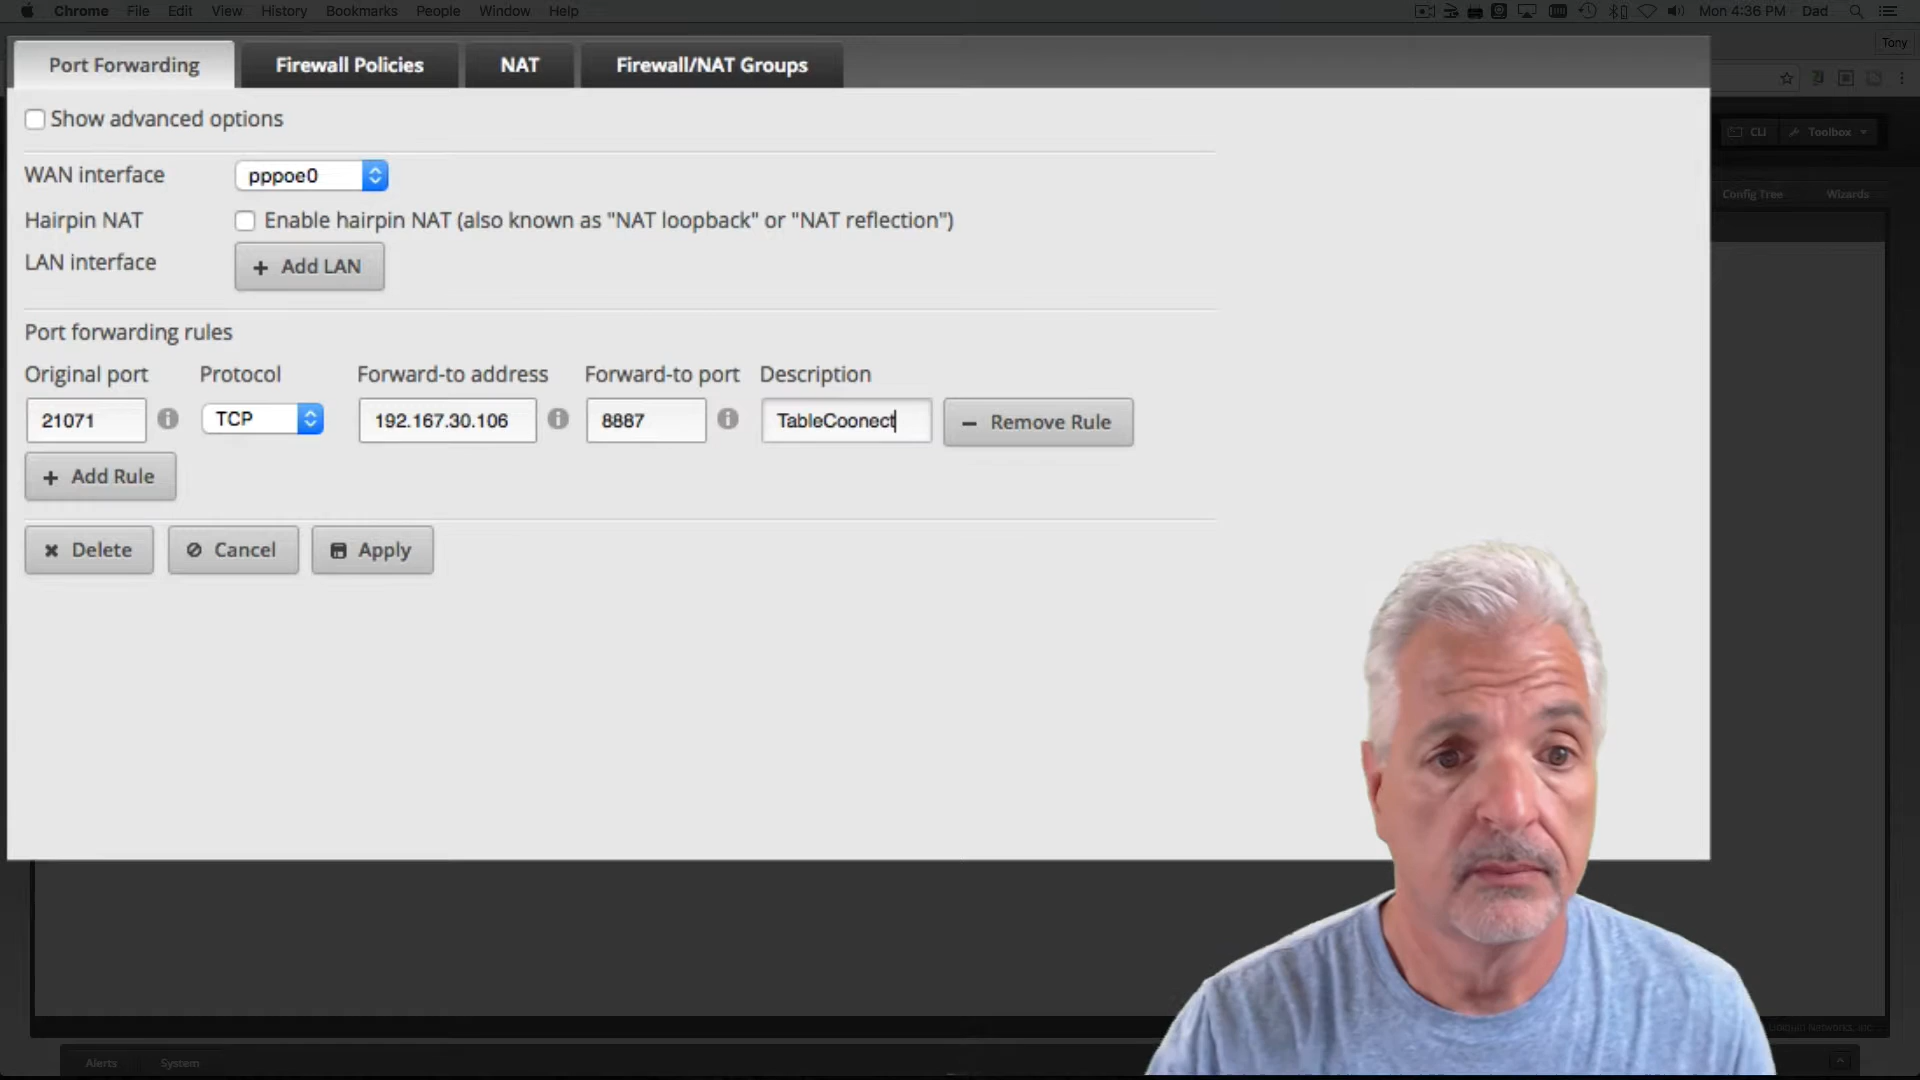 Chrome File Edit View History Bookmarks People Window Help Mon 4:36 PM Dad
Tony
Port Forwarding Firewall Policies NAT Firewall/NAT Groups
Show advanced options
CLI Toolbox
WAN interface pppoe0
Config Tree Wizards
Hairpin NAT Enable hairpin NAT (also known as "NAT loopback" or "NAT reflection")
LAN interface + Add LAN
Port forwarding rules
Original port Protocol Forward-to address Forward-to port Description
21071 TCP 192.167.30.106 8887 TableCoonect − Remove Rule
+ Add Rule
Delete Cancel Apply
Networks, Inc.
Alerts System